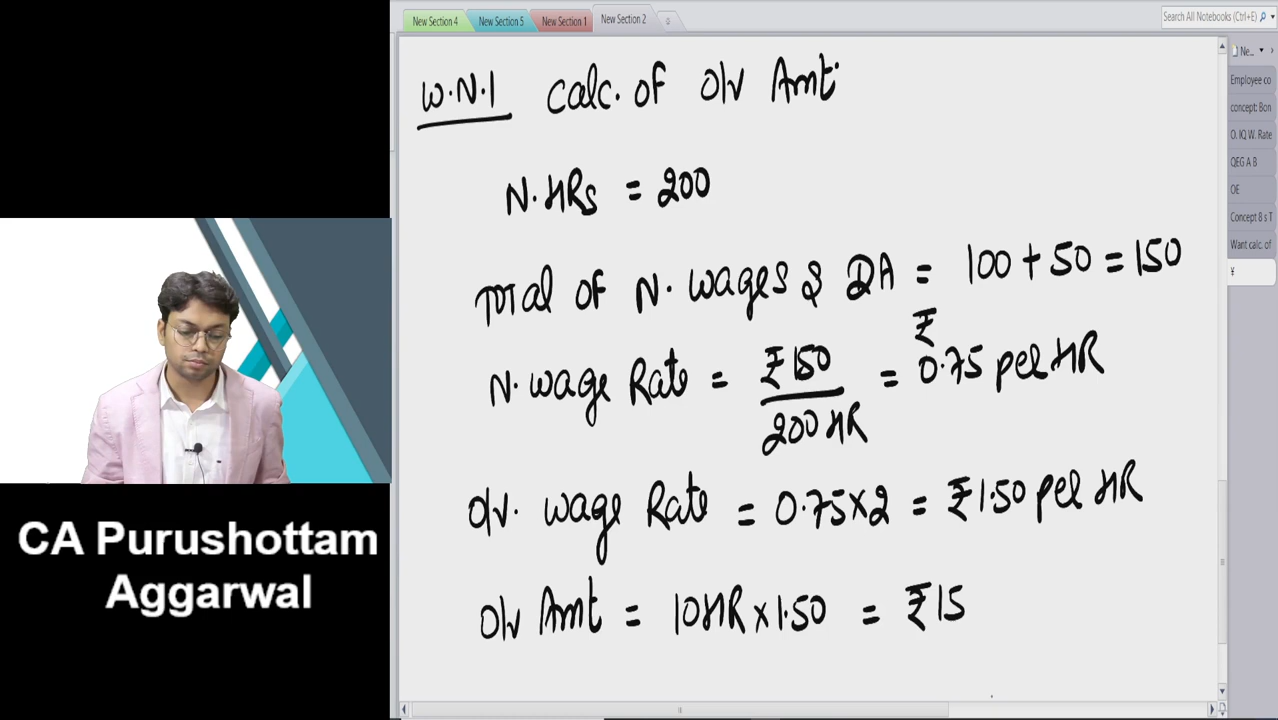 New Section 4
New Section 5
New Section 1
New Section 2
Search All Notebooks (Ctrl+E)
W.N.1 Calc. of O/v Amt
N.HRs = 200
Total of N. wages & DA = 100 + 50 = 150
N. wage Rate = ₹150 / 200 HR = ₹ 0.75 per HR
O/v. wage Rate = 0.75 x 2 = ₹1.50 per HR
O/v Amt = 10 HR x 1.50 = ₹15
CA Purushottam
Aggarwal
Ne...
Employee co
concept: Bon
O. IQ W. Rate
QEG A B
OE
Concept 8 s T
Want calc. of
¥